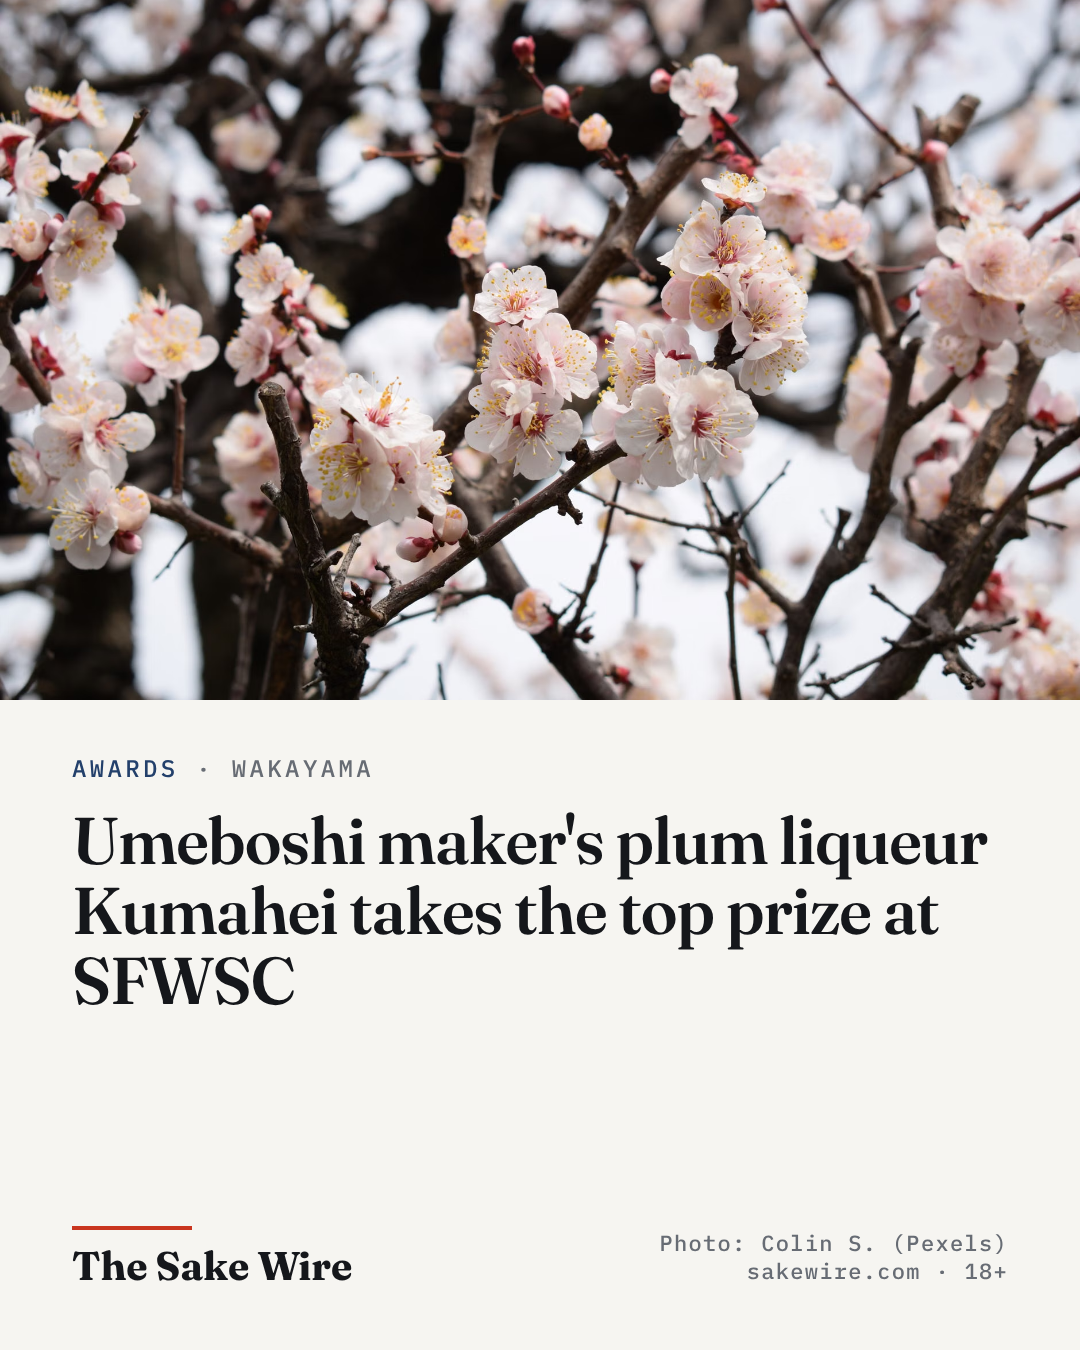 AWARDS · WAKAYAMA
Umeboshi maker's plum liqueur
Kumahei takes the top prize at
SFWSC
The Sake Wire
Photo: Colin S. (Pexels)
sakewire.com · 18+